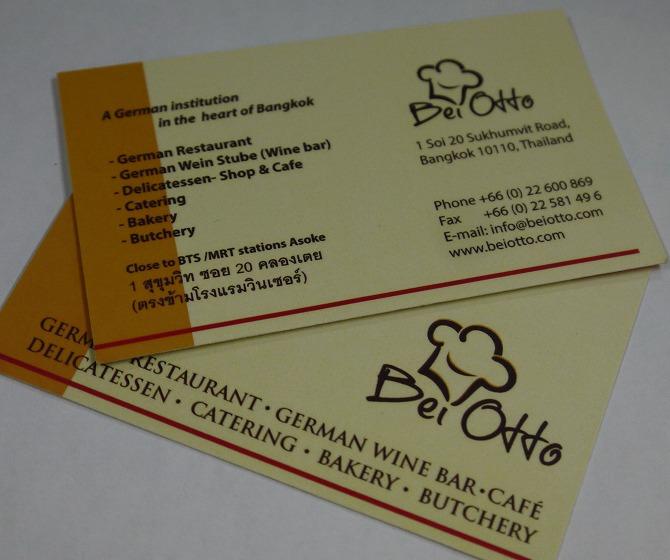 A German institution
in the heart of Bangkok
- German Restaurant
- German Wein Stube (Wine bar)
- Delicatessen- Shop & Cafe
- Catering
- Bakery
- Butchery
Close to BTS /MRT stations Asoke
1 สุขุมวิท ซอย 20 คลองเตย
(ตรงข้ามโรงแรมวินเซอร์)
Bei Otto
1 Soi 20 Sukhumvit Road,
Bangkok 10110, Thailand
Phone +66 (0) 22 600 869
Fax +66 (0) 22 581 49 6
E-mail: info@beiotto.com
www.beiotto.com
Bei Otto
GERMAN RESTAURANT • GERMAN WINE BAR • CAFÉ
DELICATESSEN • CATERING • BAKERY • BUTCHERY